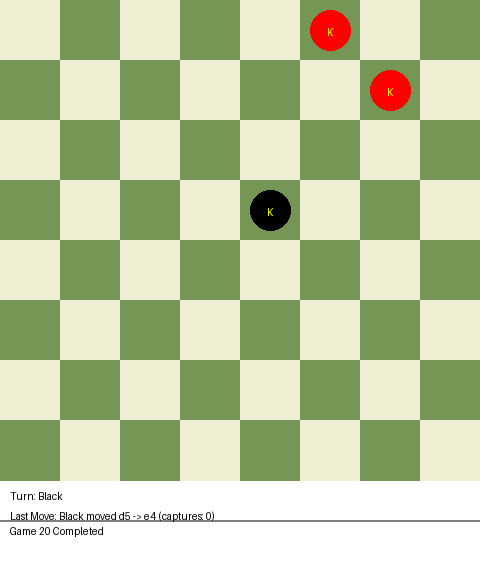 K
K
K
Turn: Black
Last Move: Black moved d5 -> e4 (captures: 0)
Game 20 Completed